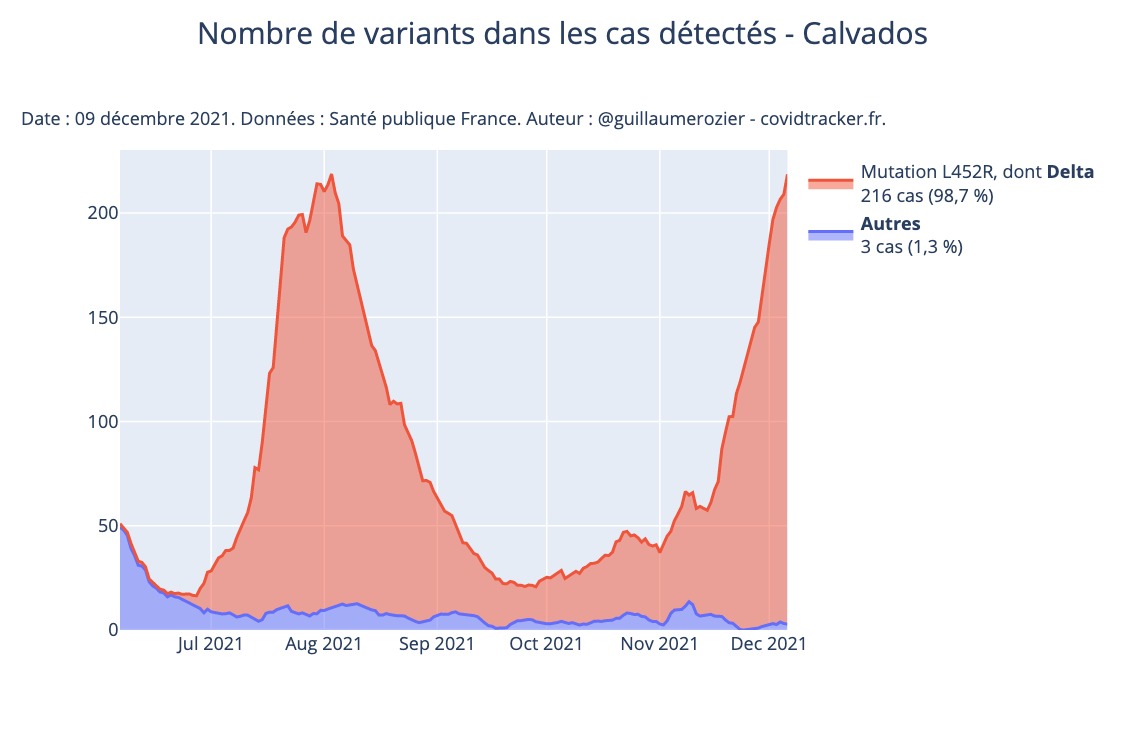 Nombre de variants dans les cas détectés - Calvados
Date : 09 décembre 2021. Données : Santé publique France. Auteur : @guillaumerozier - covidtracker.fr.
Mutation L452R, dont Delta
216 cas (98,7 %)
Autres
3 cas (1,3 %)
200
150
100
50
0
Jul 2021 Aug 2021 Sep 2021 Oct 2021 Nov 2021 Dec 2021